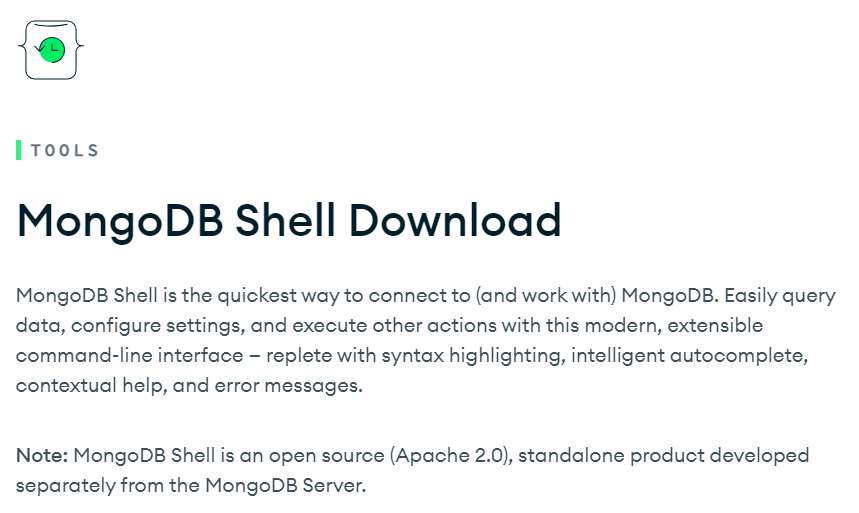 TOOLS
MongoDB Shell Download
MongoDB Shell is the quickest way to connect to (and work with) MongoDB. Easily query
data, configure settings, and execute other actions with this modern, extensible
command-line interface — replete with syntax highlighting, intelligent autocomplete,
contextual help, and error messages.
Note: MongoDB Shell is an open source (Apache 2.0), standalone product developed
separately from the MongoDB Server.